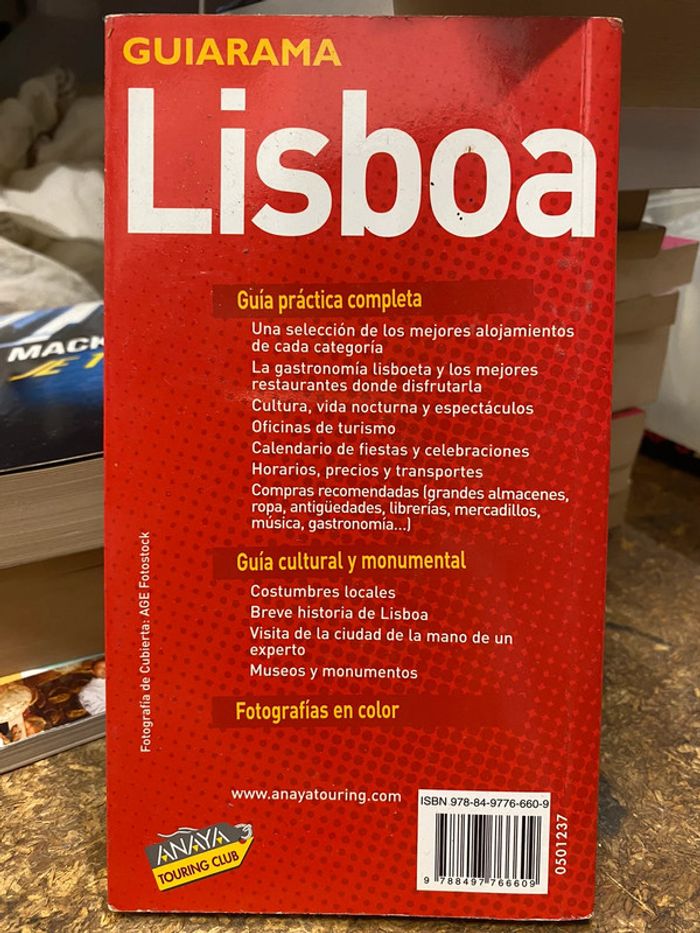 GUIARAMA
Lisboa
Guía práctica completa
Una selección de los mejores alojamientos
de cada categoría
La gastronomía lisboeta y los mejores
restaurantes donde disfrutarla
Cultura, vida nocturna y espectáculos
Oficinas de turismo
Calendario de fiestas y celebraciones
Horarios, precios y transportes
Compras recomendadas (grandes almacenes,
ropa, antigüedades, librerías, mercadillos,
música, gastronomía...)
Guía cultural y monumental
Costumbres locales
Breve historia de Lisboa
Visita de la ciudad de la mano de un
experto
Museos y monumentos
Fotografías en color
Fotografía de Cubierta: AGE Fotostock
www.anayatouring.com
ANAYA
TOURING CLUB
ISBN 978-84-9776-660-9
9 788497 766609
0501237
MACK